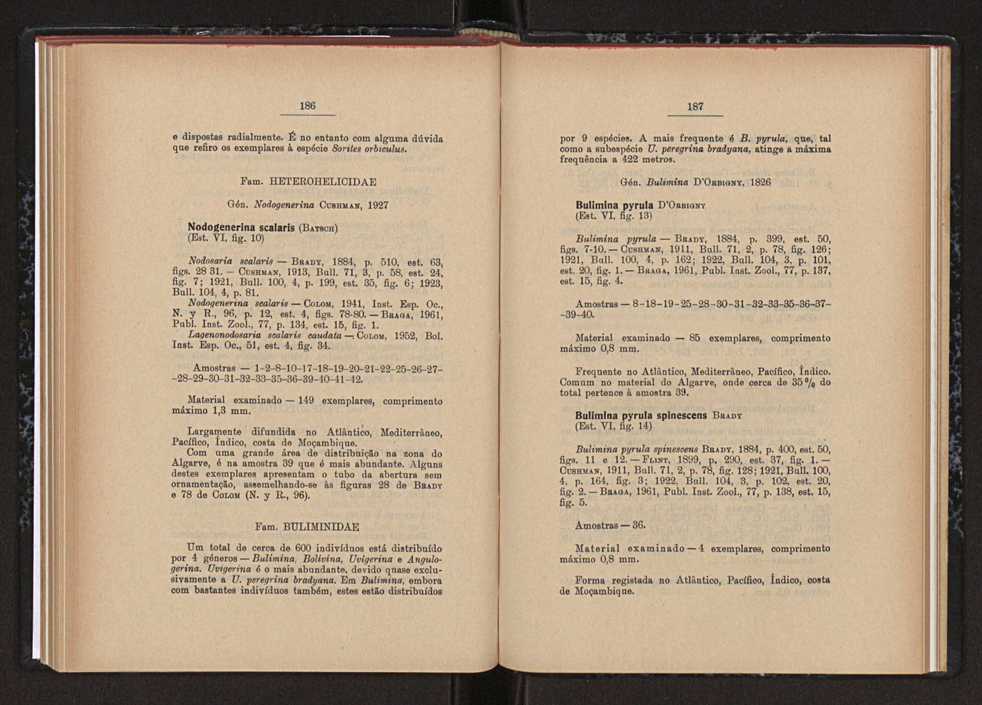 186
e dispostas radialmente. É no entanto com alguma dúvida
que refiro os exemplares à espécie Sorites orbiculus.
Fam. HETEROHELICIDAE
Gén. Nodogenerina CUSHMAN, 1927
Nodogenerina scalaris (BATSCH)
(Est. VI, fig. 10)
Nodosaria scalaris — BRADY, 1884, p. 510, est. 63,
figs. 28 31. — CUSHMAN, 1913, Bull. 71, 3, p. 58, est. 24,
fig. 7; 1921, Bull. 100, 4, p. 199, est. 35, fig. 6; 1923,
Bull. 104, 4, p. 81.
Nodogenerina scalaris — COLOM, 1941, Inst. Esp. Oc.,
N. y R., 96, p. 12, est. 4, figs. 78-80. — BRAGA, 1961,
Publ. Inst. Zool., 77, p. 134, est. 15, fig. 1.
Lagenonodosaria scalaris caudata — COLOM, 1952, Bol.
Inst. Esp. Oc., 51, est. 4, fig. 34.
Amostras — 1-2-8-10-17-18-19-20-21-22-25-26-27-
-28-29-30-31-32-33-35-36-39-40-41-42.
Material examinado — 149 exemplares, comprimento
máximo 1,3 mm.
Largamente difundida no Atlântico, Mediterrâneo,
Pacífico, Índico, costa de Moçambique.
Com uma grande área de distribuição na zona do
Algarve, é na amostra 39 que é mais abundante. Alguns
destes exemplares apresentam o tubo da abertura sem
ornamentação, assemelhando-se às figuras 28 de BRADY
e 78 de COLOM (N. y R., 96).
Fam. BULIMINIDAE
Um total de cerca de 600 indivíduos está distribuído
por 4 géneros — Bulimina, Bolivina, Uvigerina e Angulo-
gerina. Uvigerina é o mais abundante, devido quase exclu-
sivamente a U. peregrina bradyana. Em Bulimina, embora
com bastantes indivíduos também, estes estão distribuídos
187
por 9 espécies. A mais frequente é B. pyrula, que, tal
como a subespécie U. peregrina bradyana, atinge a máxima
frequência a 422 metros.
Gén. Bulimina D'ORBIGNY, 1826
Bulimina pyrula D'ORBIGNY
(Est. VI, fig. 13)
Bulimina pyrula — BRADY, 1884, p. 399, est. 50,
figs. 7-10. — CUSHMAN, 1911, Bull. 71, 2, p. 78, fig. 126;
1921, Bull. 100, 4, p. 162; 1922, Bull. 104, 3, p. 101,
est. 20, fig. 1. — BRAGA, 1961, Publ. Inst. Zool., 77, p. 137,
est. 15, fig. 4.
Amostras — 8-18-19-25-28-30-31-32-33-35-36-37-
-39-40.
Material examinado — 85 exemplares, comprimento
máximo 0,8 mm.
Frequente no Atlântico, Mediterrâneo, Pacífico, Índico.
Comum no material do Algarve, onde cerca de 35 % do
total pertence à amostra 39.
Bulimina pyrula spinescens BRADY
(Est. VI, fig. 14)
Bulimina pyrula spinescens BRADY, 1884, p. 400, est. 50,
figs. 11 e 12. — FLINT, 1899, p. 290, est. 37, fig. 1. —
CUSHMAN, 1911, Bull. 71, 2, p. 78, fig. 128; 1921, Bull. 100,
4, p. 164, fig. 3; 1922, Bull. 104, 3, p. 102, est. 20,
fig. 2. — BRAGA, 1961, Publ. Inst. Zool., 77, p. 138, est. 15,
fig. 5.
Amostras — 36.
Material examinado — 4 exemplares, comprimento
máximo 0,8 mm.
Forma registada no Atlântico, Pacífico, Índico, costa
de Moçambique.